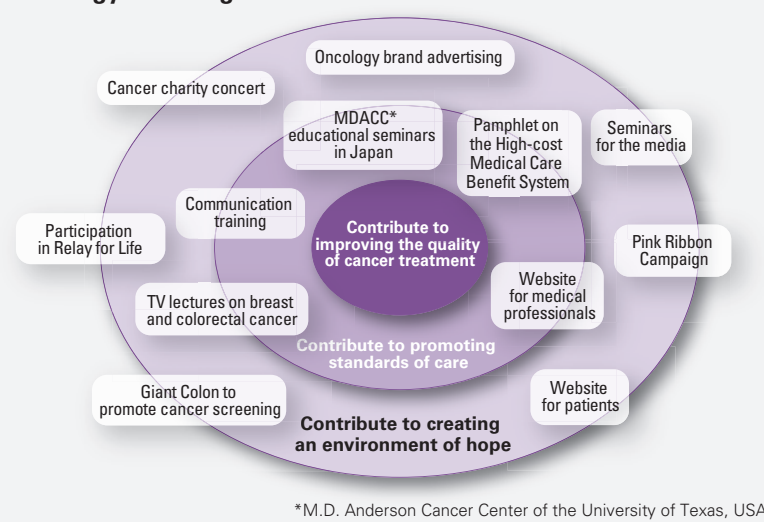 Oncology brand advertising
Cancer charity concert
MDACC*
educational seminars
in Japan
Pamphlet on
the High-cost
Medical Care
Benefit System
Seminars
for the media
Communication
training
Participation
in Relay for Life
Contribute to
improving the quality
of cancer treatment
Pink Ribbon
Campaign
Website
for medical
professionals
TV lectures on breast
and colorectal cancer
Contribute to promoting
standards of care
Giant Colon to
promote cancer screening
Website
for patients
Contribute to creating
an environment of hope
*M.D. Anderson Cancer Center of the University of Texas, USA